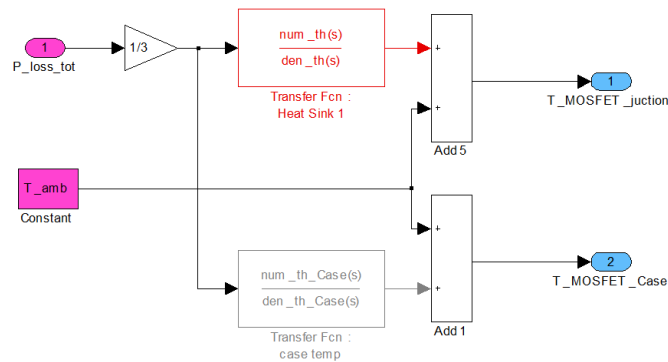 1
P_loss_tot
1/3
num _th(s)
den _th(s)
Transfer Fcn :
Heat Sink 1
+
+
Add 5
1
T_MOSFET _juction
T _amb
Constant
num _th_Case(s)
den _th_Case(s)
Transfer Fcn :
case temp
+
+
Add 1
2
T_MOSFET _Case